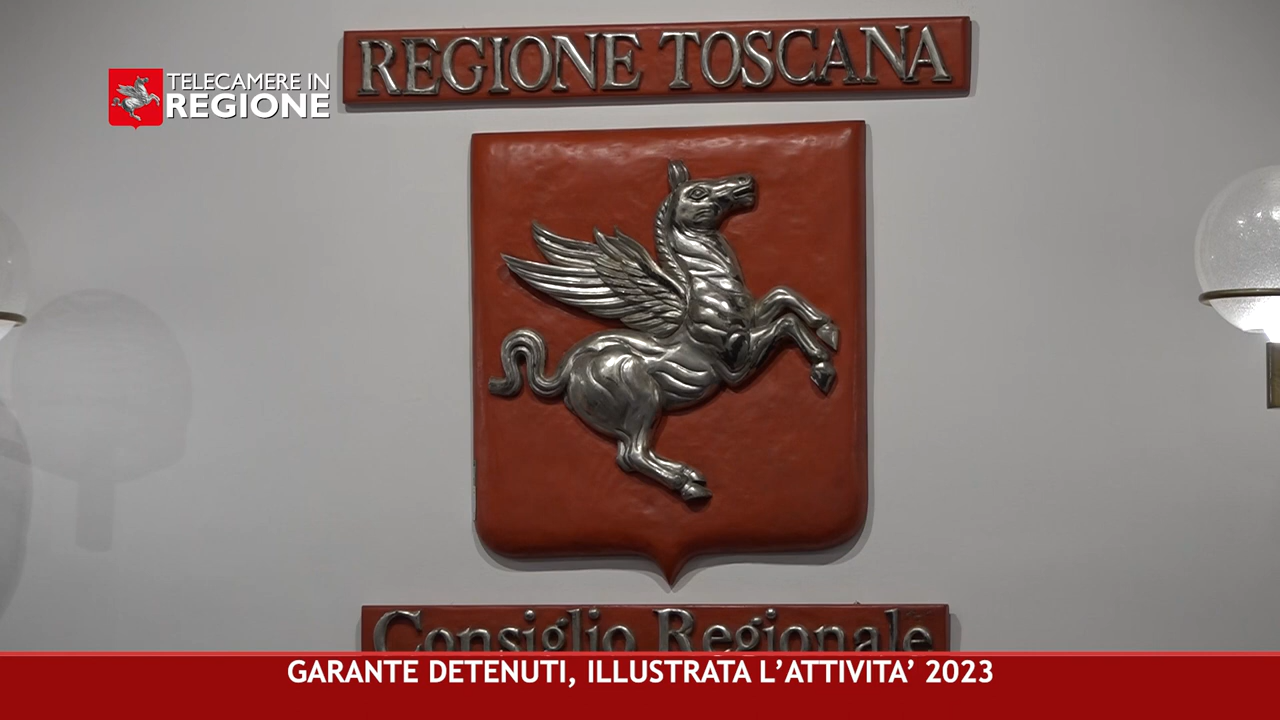 REGIONE TOSCANA
TELECAMERE IN
REGIONE
Consiglio Regionale
GARANTE DETENUTI, ILLUSTRATA L'ATTIVITA' 2023